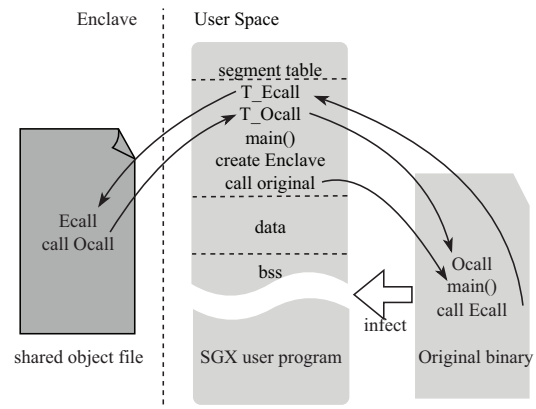 Enclave
User Space
segment table
T_Ecall
T_Ocall
main()
create Enclave
call original
data
bss
SGX user program
Ecall
call Ocall
shared object file
Ocall
main()
call Ecall
infect
Original binary